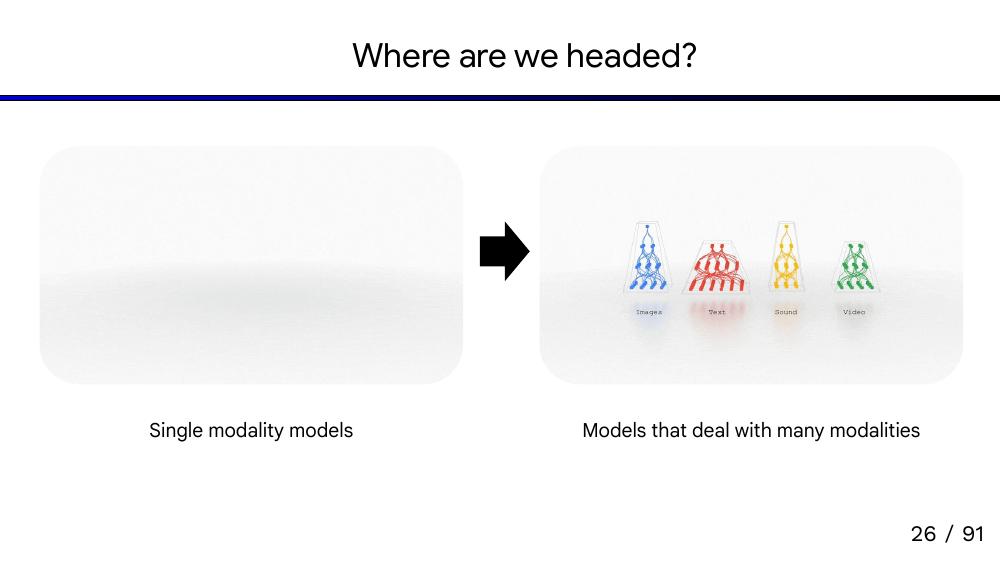 Where are we headed?
Images Text Sound Video
Single modality models
Models that deal with many modalities
26 / 91